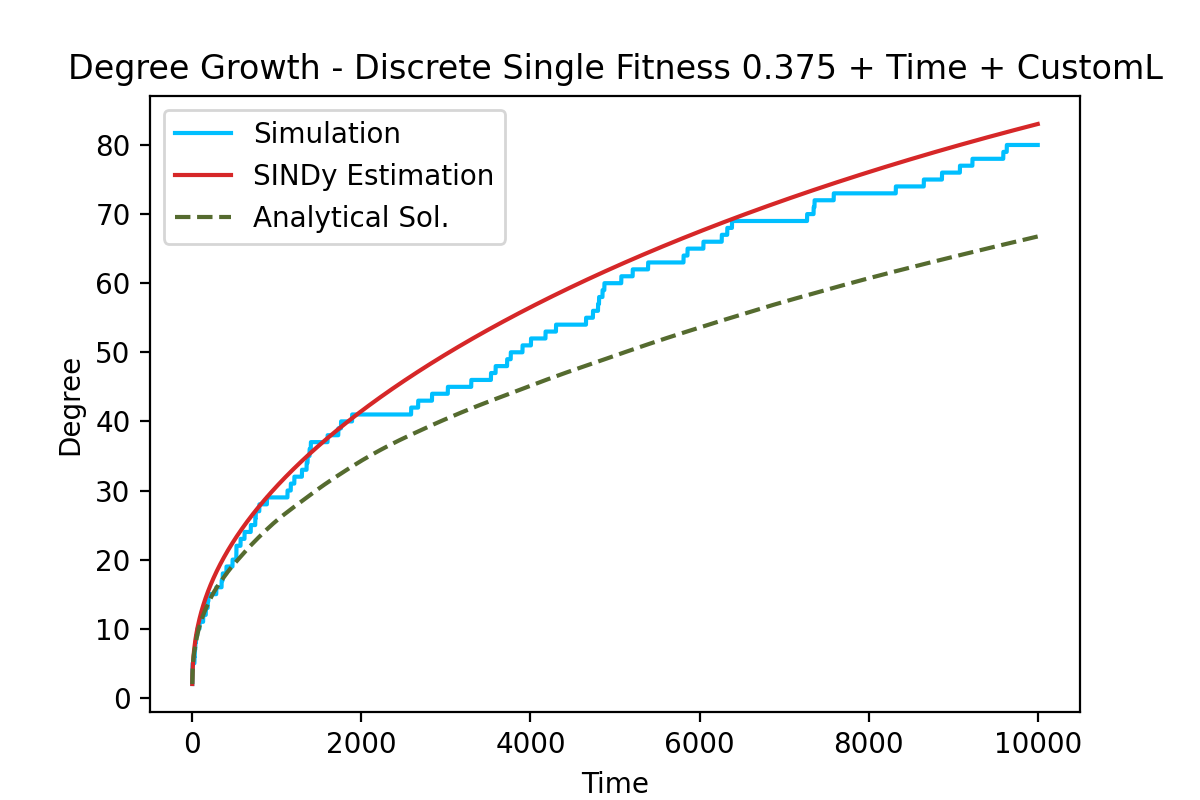 Degree Growth - Discrete Single Fitness 0.375 + Time + CustomL
Simulation
SINDy Estimation
Analytical Sol.
80
70
60
50
40
30
20
10
0
Degree
0 2000 4000 6000 8000 10000
Time